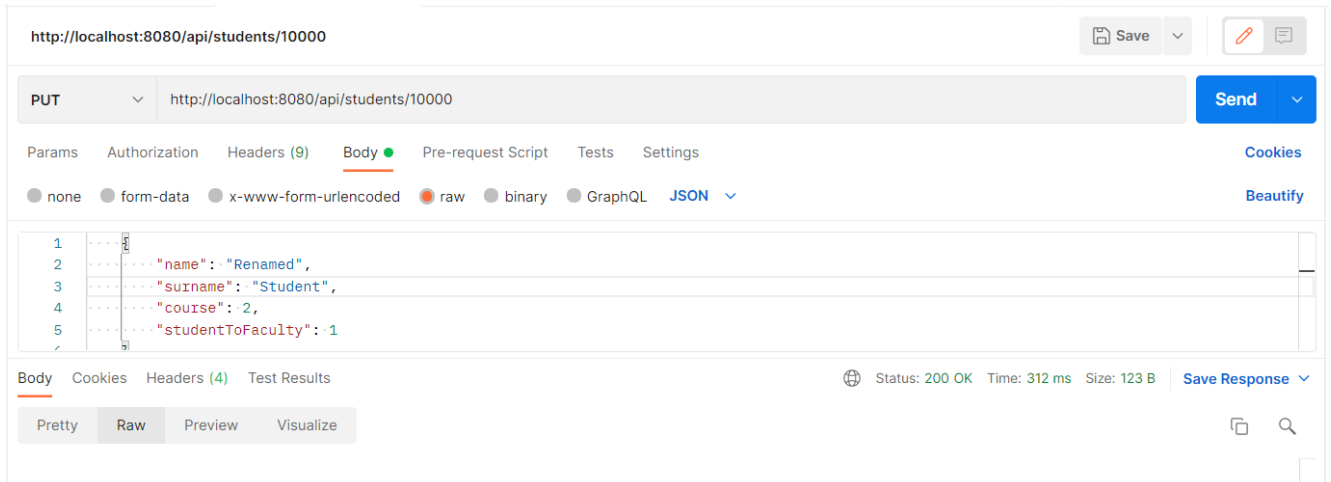 http://localhost:8080/api/students/10000 Save
PUT http://localhost:8080/api/students/10000 Send
Params Authorization Headers (9) Body Pre-request Script Tests Settings Cookies
none form-data x-www-form-urlencoded raw binary GraphQL JSON Beautify
1 {
2 "name": "Renamed",
3 "surname": "Student",
4 "course": 2,
5 "studentToFaculty": 1
Body Cookies Headers (4) Test Results Status: 200 OK Time: 312 ms Size: 123 B Save Response
Pretty Raw Preview Visualize